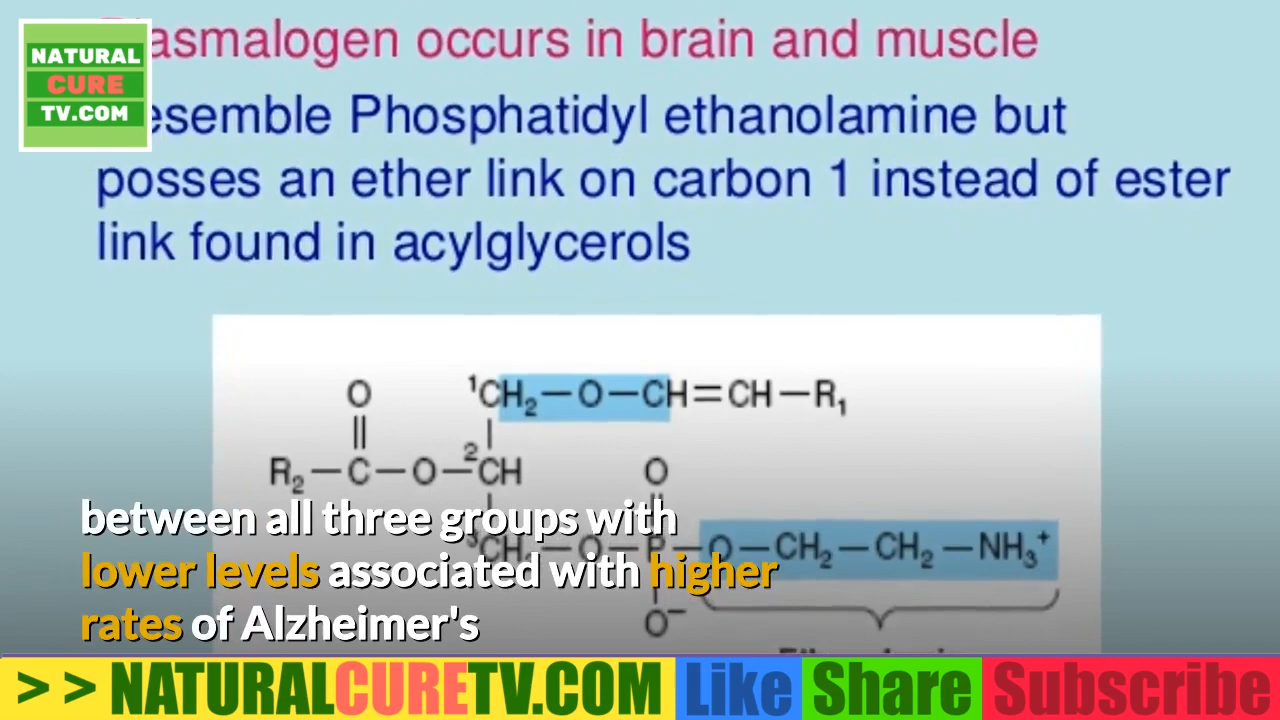 NATURAL
CURE
TV.COM
asmalogen occurs in brain and muscle
esemble Phosphatidyl ethanolamine but
posses an ether link on carbon 1 instead of ester
link found in acylglycerols
O
¹CH₂—O—CH=CH—R₁
R₂—C—O—²CH
O
³CH₂—O—P—O—CH₂—CH₂—NH₃⁺
O⁻
between all three groups with
lower levels associated with higher
rates of Alzheimer's
>> NATURALCURETV.COM Like Share Subscribe